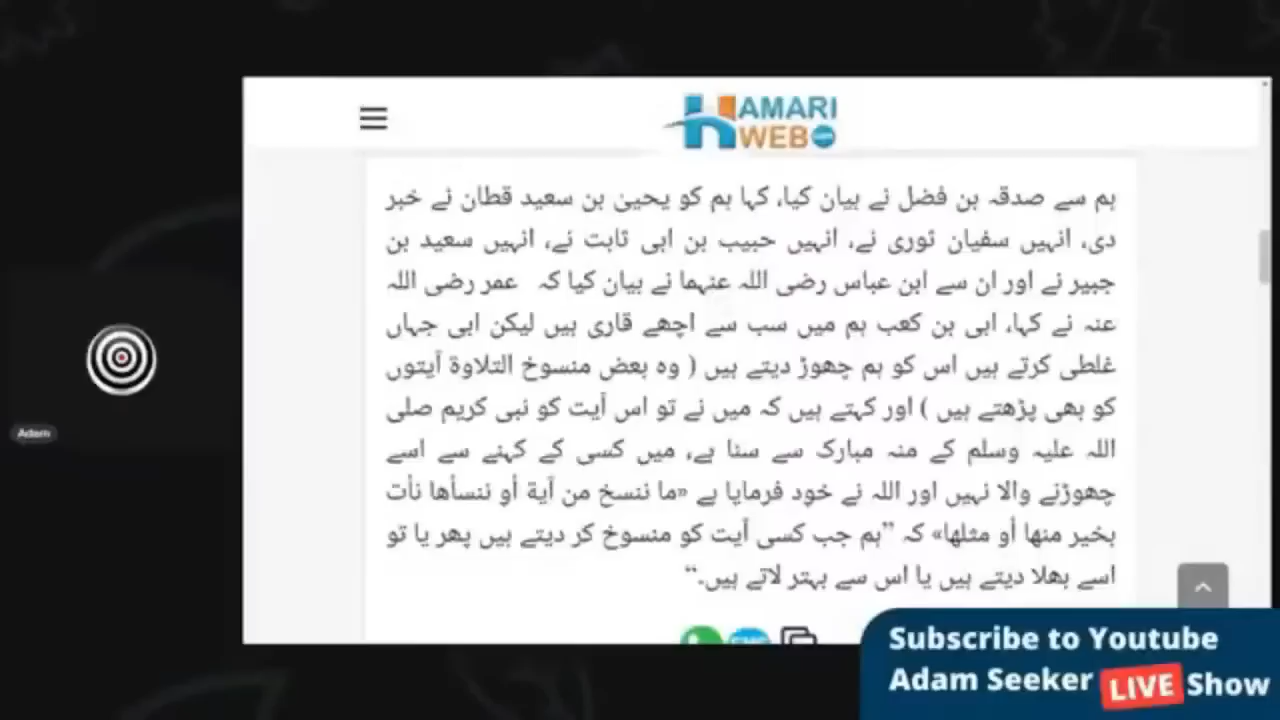 HAMARI
WEB.com
ہم سے صدقہ بن فضل نے بیان کیا، کہا ہم کو یحییٰ بن سعید قطان نے خبر
دی، انہیں سفیان ثوری نے، انہیں حبیب بن ابی ثابت نے، انہیں سعید بن
جبیر نے اور ان سے ابن عباس رضی اللہ عنہما نے بیان کیا کہ عمر رضی اللہ
عنہ نے کہا، ابی بن کعب ہم میں سب سے اچھے قاری ہیں لیکن ابی جہاں
غلطی کرتے ہیں اس کو ہم چھوڑ دیتے ہیں ( وہ بعض منسوخ التلاوة آیتوں
کو بھی پڑھتے ہیں ) اور کہتے ہیں کہ میں نے تو اس آیت کو نبی کریم صلی
اللہ علیہ وسلم کے منہ مبارک سے سنا ہے، میں کسی کے کہنے سے اسے
چھوڑنے والا نہیں اور اللہ نے خود فرمایا ہے «ما ننسخ من آية أو ننسأها نأت
بخير منها أو مثلها» کہ ”ہم جب کسی آیت کو منسوخ کر دیتے ہیں پھر یا تو
اسے بھلا دیتے ہیں یا اس سے بہتر لاتے ہیں۔“
Adam
Subscribe to Youtube
Adam Seeker LIVE Show